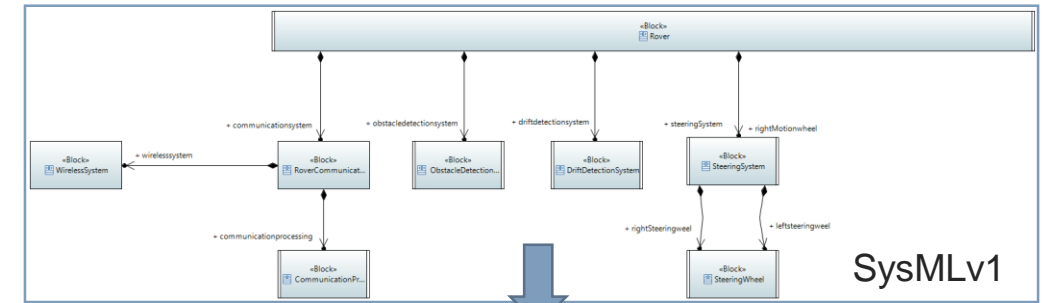 «Block»
Rover
+ communicationsystem
+ obstacledetectionsystem
+ driftdetectionsystem
+ steeringSystem
+ rightMotionwheel
«Block»
WirelessSystem
+ wirelesssystem
«Block»
RoverCommunicat...
«Block»
ObstacleDetection...
«Block»
DriftDetectionSystem
«Block»
SteeringSystem
+ communicationprocessing
+ rightSteeringweel
+ leftsteeringweel
«Block»
CommunicationPr...
«Block»
SteeringWheel
SysMLv1